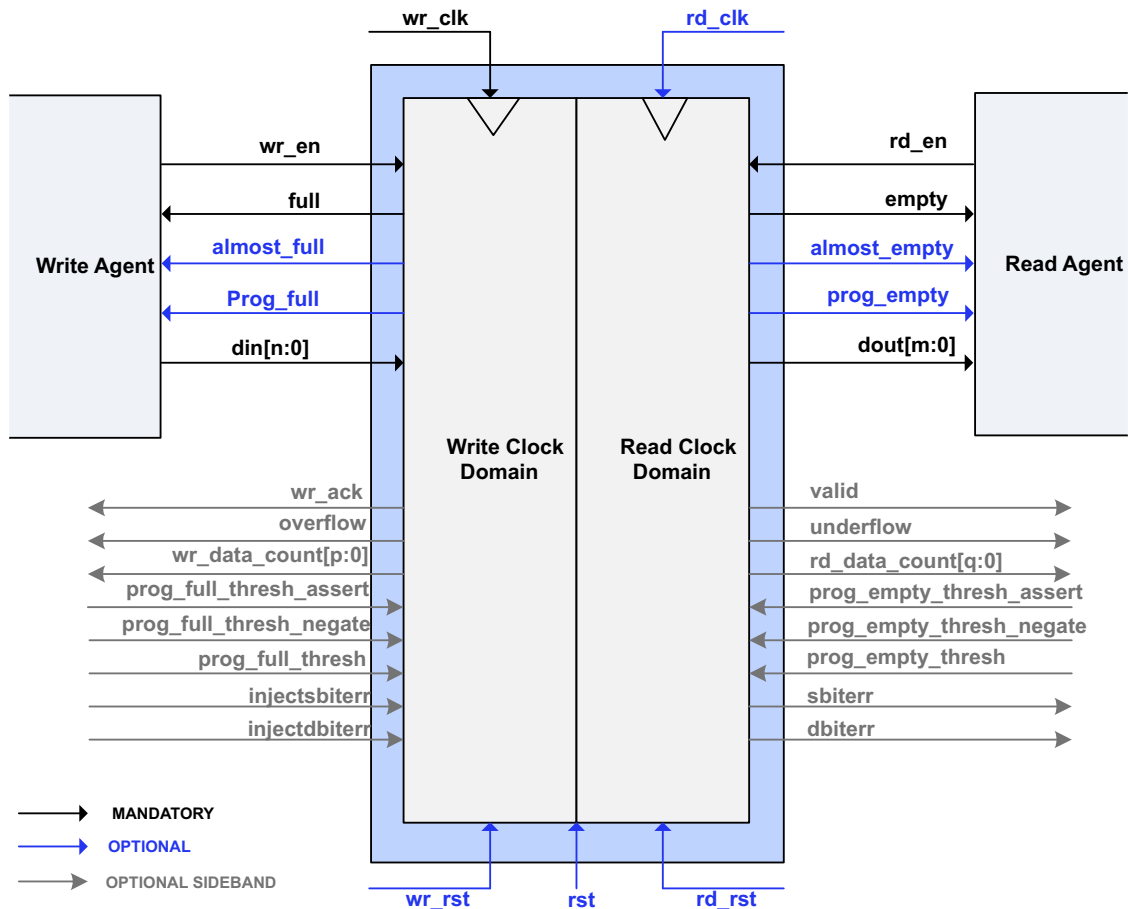 wr_clk
rd_clk
wr_en
rd_en
full
empty
almost_full
almost_empty
Write Agent
Read Agent
Prog_full
prog_empty
din[n:0]
dout[m:0]
Write Clock
Domain
Read Clock
Domain
wr_ack
valid
overflow
underflow
wr_data_count[p:0]
rd_data_count[q:0]
prog_full_thresh_assert
prog_empty_thresh_assert
prog_full_thresh_negate
prog_empty_thresh_negate
prog_full_thresh
prog_empty_thresh
injectsbiterr
sbiterr
injectdbiterr
dbiterr
MANDATORY
OPTIONAL
OPTIONAL SIDEBAND
wr_rst
rst
rd_rst